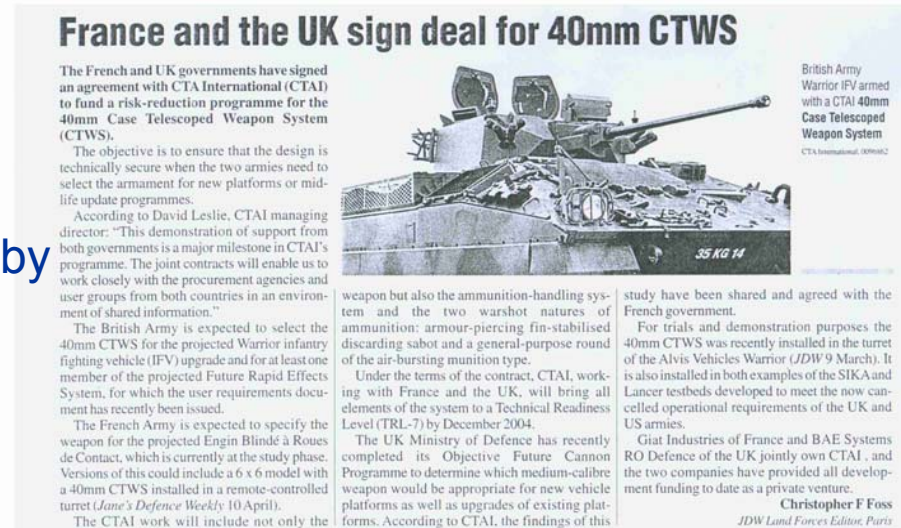 France and the UK sign deal for 40mm CTWS
The French and UK governments have signed
an agreement with CTA International (CTAI)
to fund a risk-reduction programme for the
40mm Case Telescoped Weapon System
(CTWS).
The objective is to ensure that the design is
technically secure when the two armies need to
select the armament for new platforms or mid-
life update programmes.
According to David Leslie, CTAI managing
director: “This demonstration of support from
both governments is a major milestone in CTAI's
programme. The joint contracts will enable us to
work closely with the procurement agencies and
user groups from both countries in an environ-
ment of shared information.”
The British Army is expected to select the
40mm CTWS for the projected Warrior infantry
fighting vehicle (IFV) upgrade and for at least one
member of the projected Future Rapid Effects
System, for which the user requirements docu-
ment has recently been issued.
The French Army is expected to specify the
weapon for the projected Engin Blindé à Roues
de Contact, which is currently at the study phase.
Versions of this could include a 6 x 6 model with
a 40mm CTWS installed in a remote-controlled
turret (Jane's Defence Weekly 10 April).
The CTAI work will include not only the
by
35 KG 14
British Army
Warrior IFV armed
with a CTAI 40mm
Case Telescoped
Weapon System
CTA International,
weapon but also the ammunition-handling sys-
tem and the two warshot natures of
ammunition: armour-piercing fin-stabilised
discarding sabot and a general-purpose round
of the air-bursting munition type.
Under the terms of the contract, CTAI, work-
ing with France and the UK, will bring all
elements of the system to a Technical Readiness
Level (TRL-7) by December 2004.
The UK Ministry of Defence has recently
completed its Objective Future Cannon
Programme to determine which medium-calibre
weapon would be appropriate for new vehicle
platforms as well as upgrades of existing plat-
forms. According to CTAI, the findings of this
study have been shared and agreed with the
French government.
For trials and demonstration purposes the
40mm CTWS was recently installed in the turret
of the Alvis Vehicles Warrior (JDW 9 March). It
is also installed in both examples of the SIKA and
Lancer testbeds developed to meet the now can-
celled operational requirements of the UK and
US armies.
Giat Industries of France and BAE Systems
RO Defence of the UK jointly own CTAI , and
the two companies have provided all develop-
ment funding to date as a private venture.
Christopher F Foss
JDW Land Forces Editor, Paris